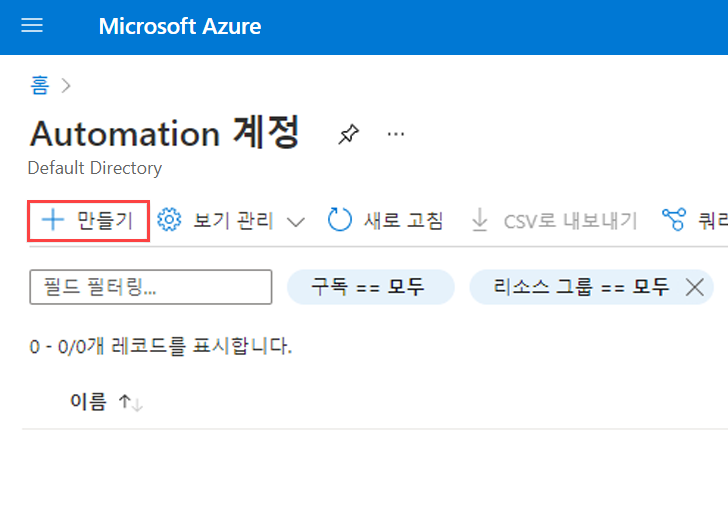 Microsoft Azure
홈
Automation 계정
Default Directory
만들기 보기 관리 새로 고침 CSV로 내보내기
필드 필터링... 구독 == 모두 리소스 그룹 == 모두
0 - 0/0개 레코드를 표시합니다.
이름